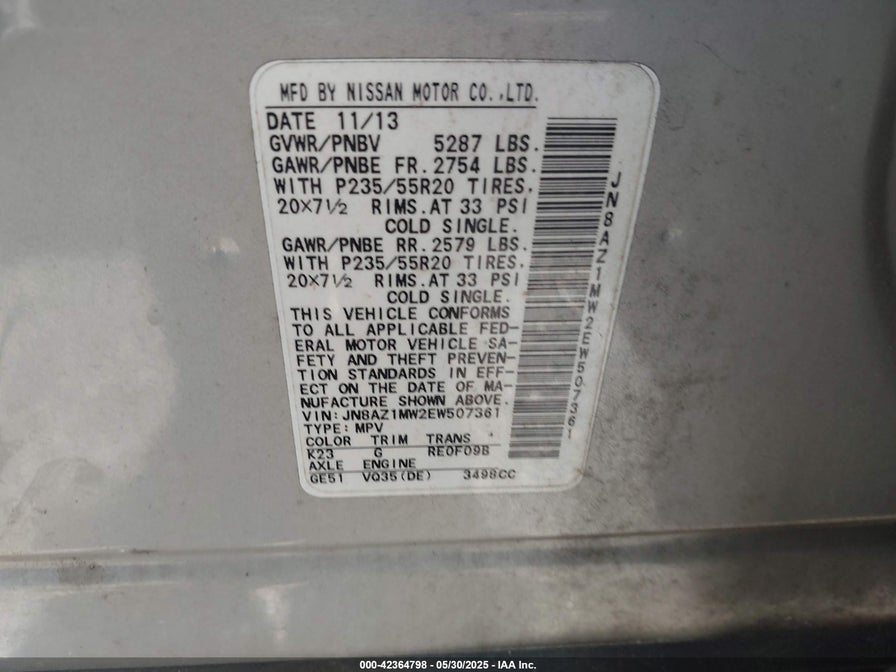 MFD BY NISSAN MOTOR CO.,LTD.
DATE 11/13
GVWR/PNBV 5287 LBS.
GAWR/PNBE FR.2754 LBS.
WITH P235/55R20 TIRES.
20×7½ RIMS.AT 33 PSI
COLD SINGLE.
GAWR/PNBE RR.2579 LBS.
WITH P235/55R20 TIRES.
20×7½ RIMS.AT 33 PSI
COLD SINGLE.
THIS VEHICLE CONFORMS
TO ALL APPLICABLE FED-
ERAL MOTOR VEHICLE SA-
FETY AND THEFT PREVEN-
TION STANDARDS IN EFF-
ECT ON THE DATE OF MA-
NUFACTURE SHOWN ABOVE.
VIN:JN8AZ1MW2EW507361
TYPE:MPV
COLOR TRIM TRANS
K23 G RE0F09B
AXLE ENGINE
GE51 VQ35(DE) 3498CC
JN8AZ1MW2EW507361
000-42364798 - 05/30/2025 - IAA Inc.